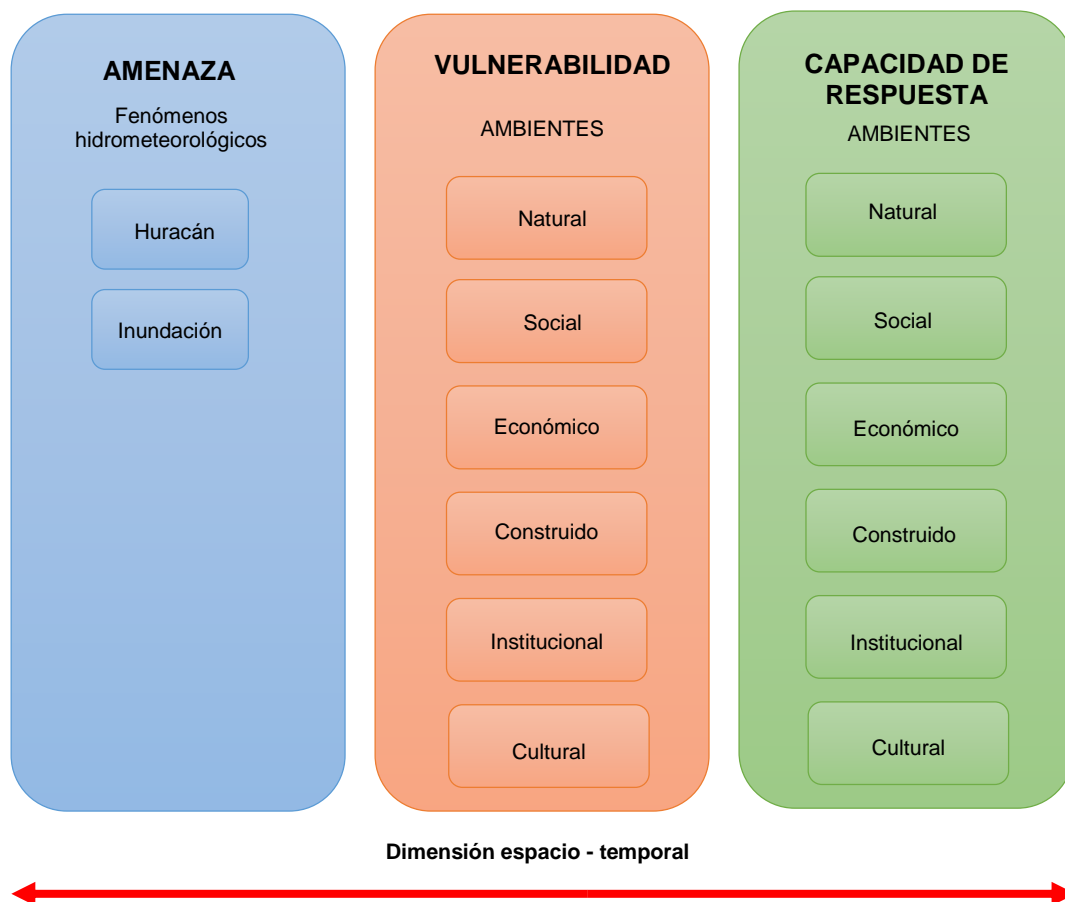 AMENAZA
Fenómenos
hidrometeorológicos
Huracán
Inundación
VULNERABILIDAD
AMBIENTES
Natural
Social
Económico
Construido
Institucional
Cultural
CAPACIDAD DE
RESPUESTA
AMBIENTES
Natural
Social
Económico
Construido
Institucional
Cultural
Dimensión espacio - temporal